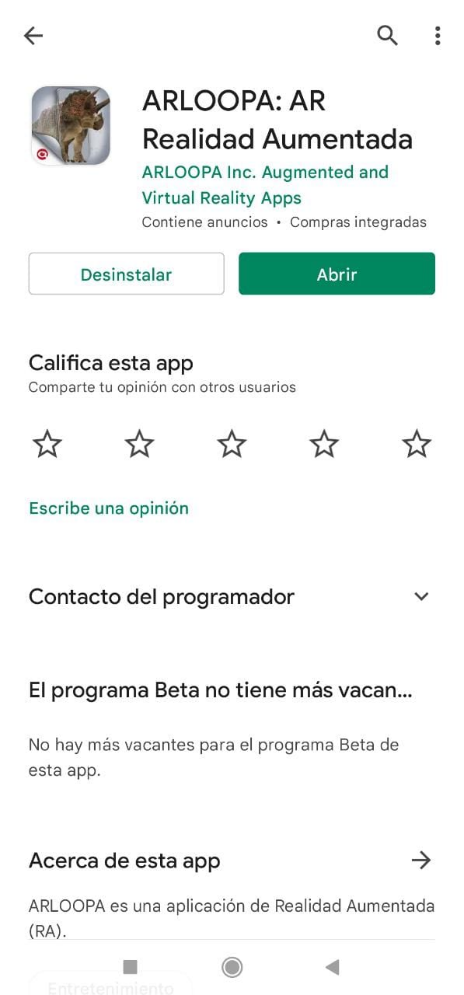 ARLOOPA: AR
Realidad Aumentada
ARLOOPA Inc. Augmented and
Virtual Reality Apps
Contiene anuncios • Compras integradas
Desinstalar
Abrir
Califica esta app
Comparte tu opinión con otros usuarios
Escribe una opinión
Contacto del programador
El programa Beta no tiene más vacan...
No hay más vacantes para el programa Beta de
esta app.
Acerca de esta app
ARLOOPA es una aplicación de Realidad Aumentada
(RA).
Entretenimiento